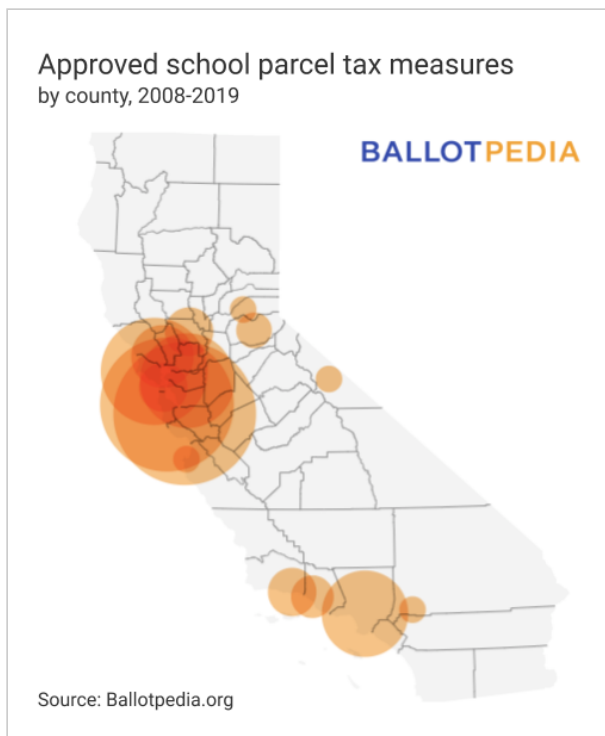 Approved school parcel tax measures
by county, 2008-2019
BALLOTPEDIA
Source: Ballotpedia.org